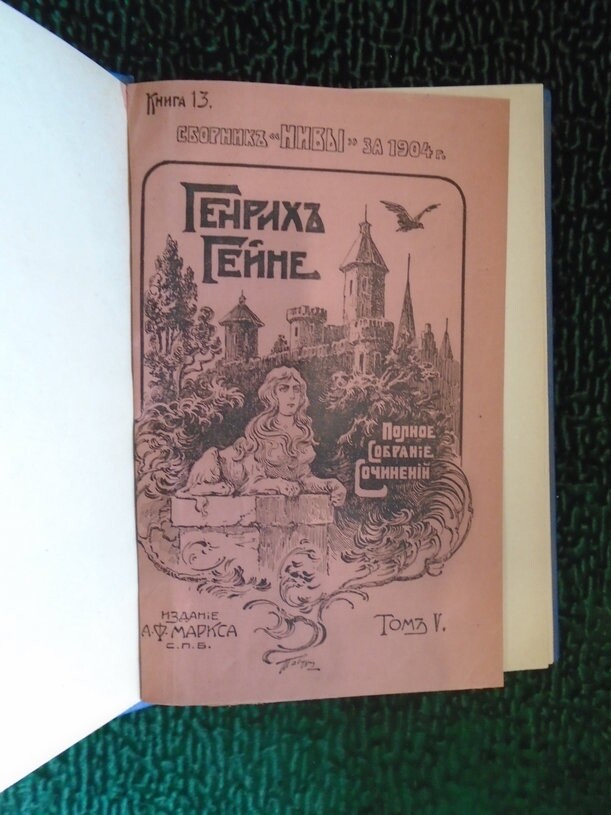 Книга 13.
Сборникъ «НИВЫ» за 1904 г.
Генрихъ
Гейне
Полное
Собраніе
Сочиненій
Изданіе
А.Ф. Маркса
С.П.Б.
Томъ V.